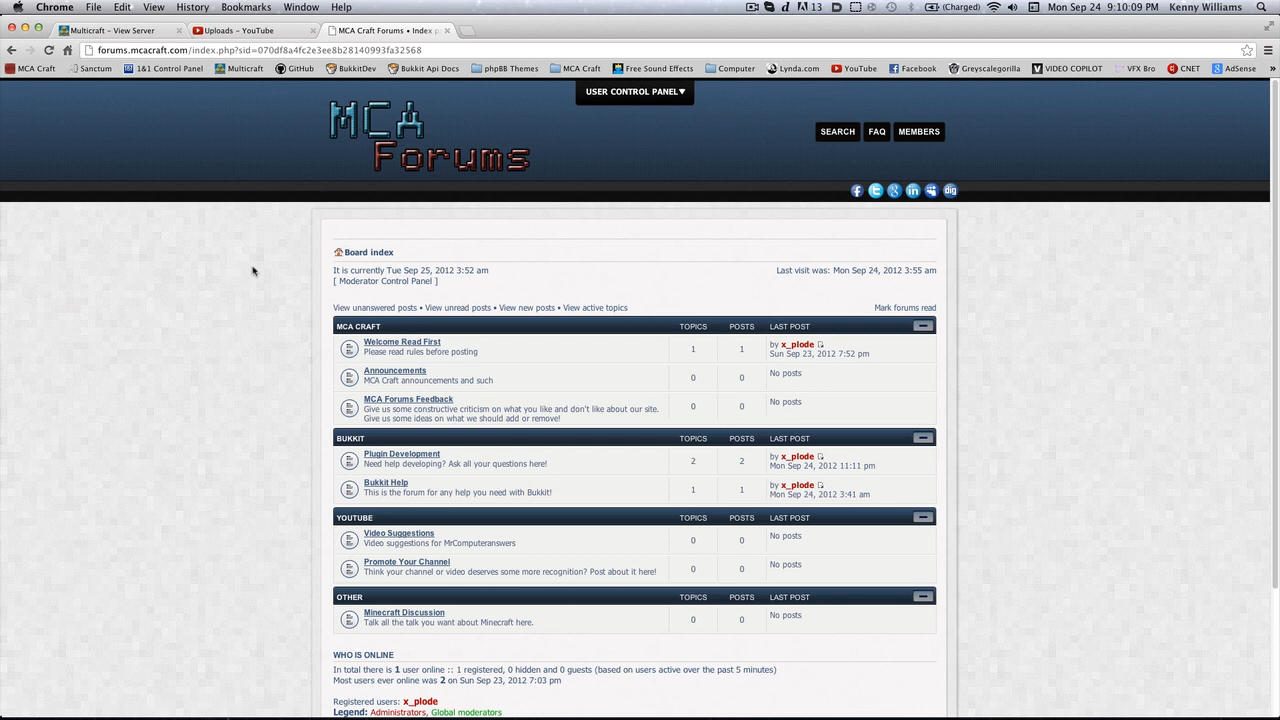 Chrome File Edit View History Bookmarks Window Help 13 (Charged) Mon Sep 24 9:10:09 PM Kenny Williams
Multicraft - View Server Uploads - YouTube MCA Craft Forums • Index p
forums.mcacraft.com/index.php?sid=070df8a4fc2e3ee8b28140993fa32568
MCA Craft Sanctum 1&1 Control Panel Multicraft GitHub BukkitDev Bukkit Api Docs phpBB Themes MCA Craft Free Sound Effects Computer Lynda.com YouTube Facebook Greyscalegorilla VIDEO COPILOT VFX Bro CNET AdSense »
USER CONTROL PANEL▼
MCA
Forums
SEARCH FAQ MEMBERS
Board index
It is currently Tue Sep 25, 2012 3:52 am Last visit was: Mon Sep 24, 2012 3:55 am
[ Moderator Control Panel ]
View unanswered posts • View unread posts • View new posts • View active topics Mark forums read
MCA CRAFT TOPICS POSTS LAST POST
Welcome Read First
Please read rules before posting
1 1 by x_plode
Sun Sep 23, 2012 7:52 pm
Announcements
MCA Craft announcements and such
0 0 No posts
MCA Forums Feedback
Give us some constructive criticism on what you like and don't like about our site.
Give us some ideas on what we should add or remove!
0 0 No posts
BUKKIT TOPICS POSTS LAST POST
Plugin Development
Need help developing? Ask all your questions here!
2 2 by x_plode
Mon Sep 24, 2012 11:11 pm
Bukkit Help
This is the forum for any help you need with Bukkit!
1 1 by x_plode
Mon Sep 24, 2012 3:41 am
YOUTUBE TOPICS POSTS LAST POST
Video Suggestions
Video suggestions for MrComputeranswers
0 0 No posts
Promote Your Channel
Think your channel or video deserves some more recognition? Post about it here!
0 0 No posts
OTHER TOPICS POSTS LAST POST
Minecraft Discussion
Talk all the talk you want about Minecraft here.
0 0 No posts
WHO IS ONLINE
In total there is 1 user online :: 1 registered, 0 hidden and 0 guests (based on users active over the past 5 minutes)
Most users ever online was 2 on Sun Sep 23, 2012 7:03 pm
Registered users: x_plode
Legend: Administrators, Global moderators